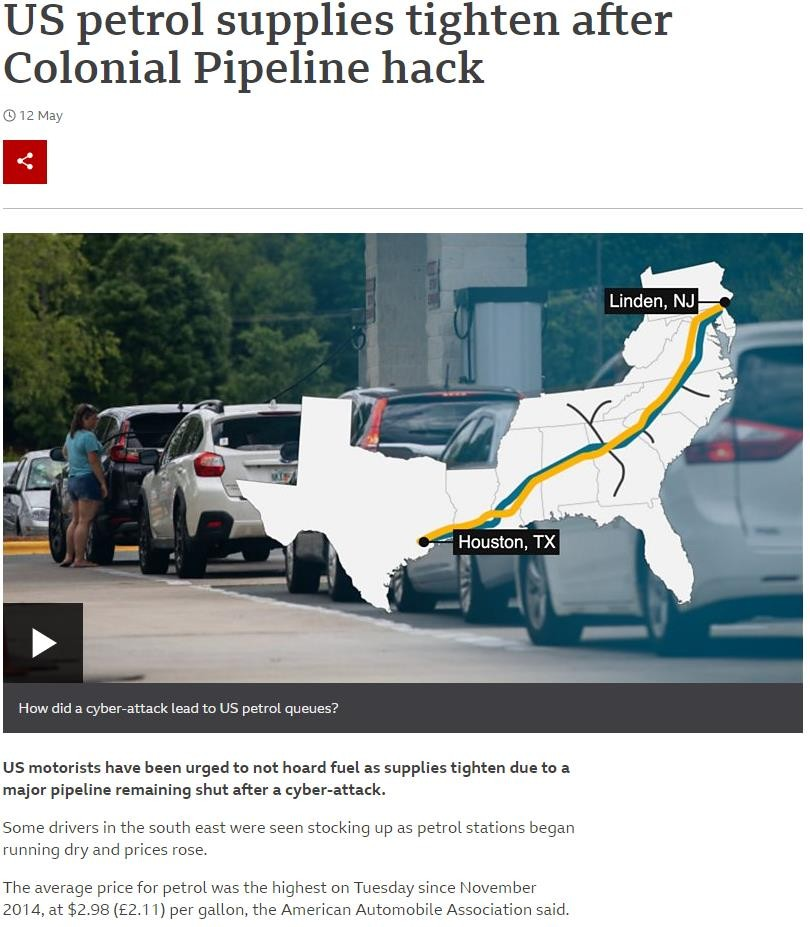 US petrol supplies tighten after
Colonial Pipeline hack
12 May
Linden, NJ
Houston, TX
How did a cyber-attack lead to US petrol queues?
US motorists have been urged to not hoard fuel as supplies tighten due to a
major pipeline remaining shut after a cyber-attack.
Some drivers in the south east were seen stocking up as petrol stations began
running dry and prices rose.
The average price for petrol was the highest on Tuesday since November
2014, at $2.98 (£2.11) per gallon, the American Automobile Association said.